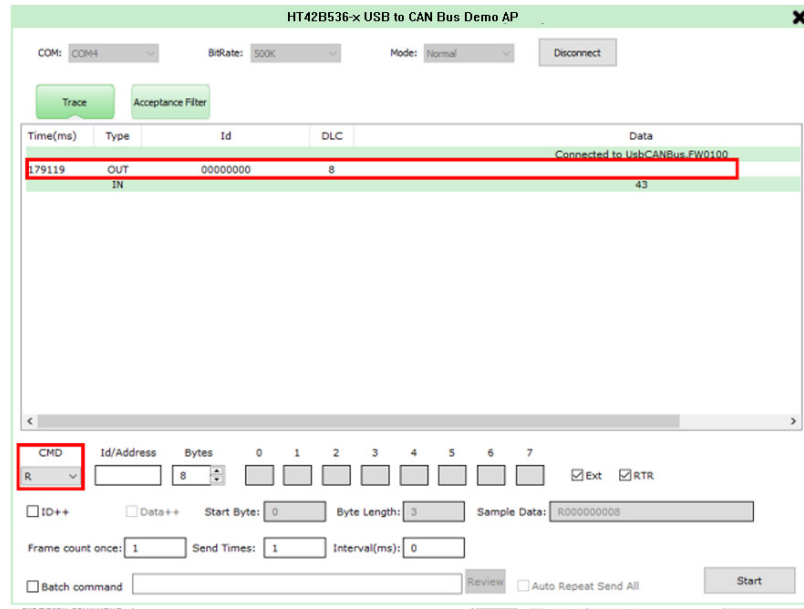 HT42B536-x USB to CAN Bus Demo AP
COM: COM4 BitRate: 500K Mode: Normal Disconnect
Trace Acceptance Filter
Time(ms) Type Id DLC Data
Connected to UsbCANBus.FW0100
179119 OUT 00000000 8
IN 43
CMD Id/Address Bytes 0 1 2 3 4 5 6 7
R 8 Ext RTR
ID++ Data++ Start Byte: 0 Byte Length: 3 Sample Data: R000000008
Frame count once: 1 Send Times: 1 Interval(ms): 0
Batch command Review Auto Repeat Send All Start